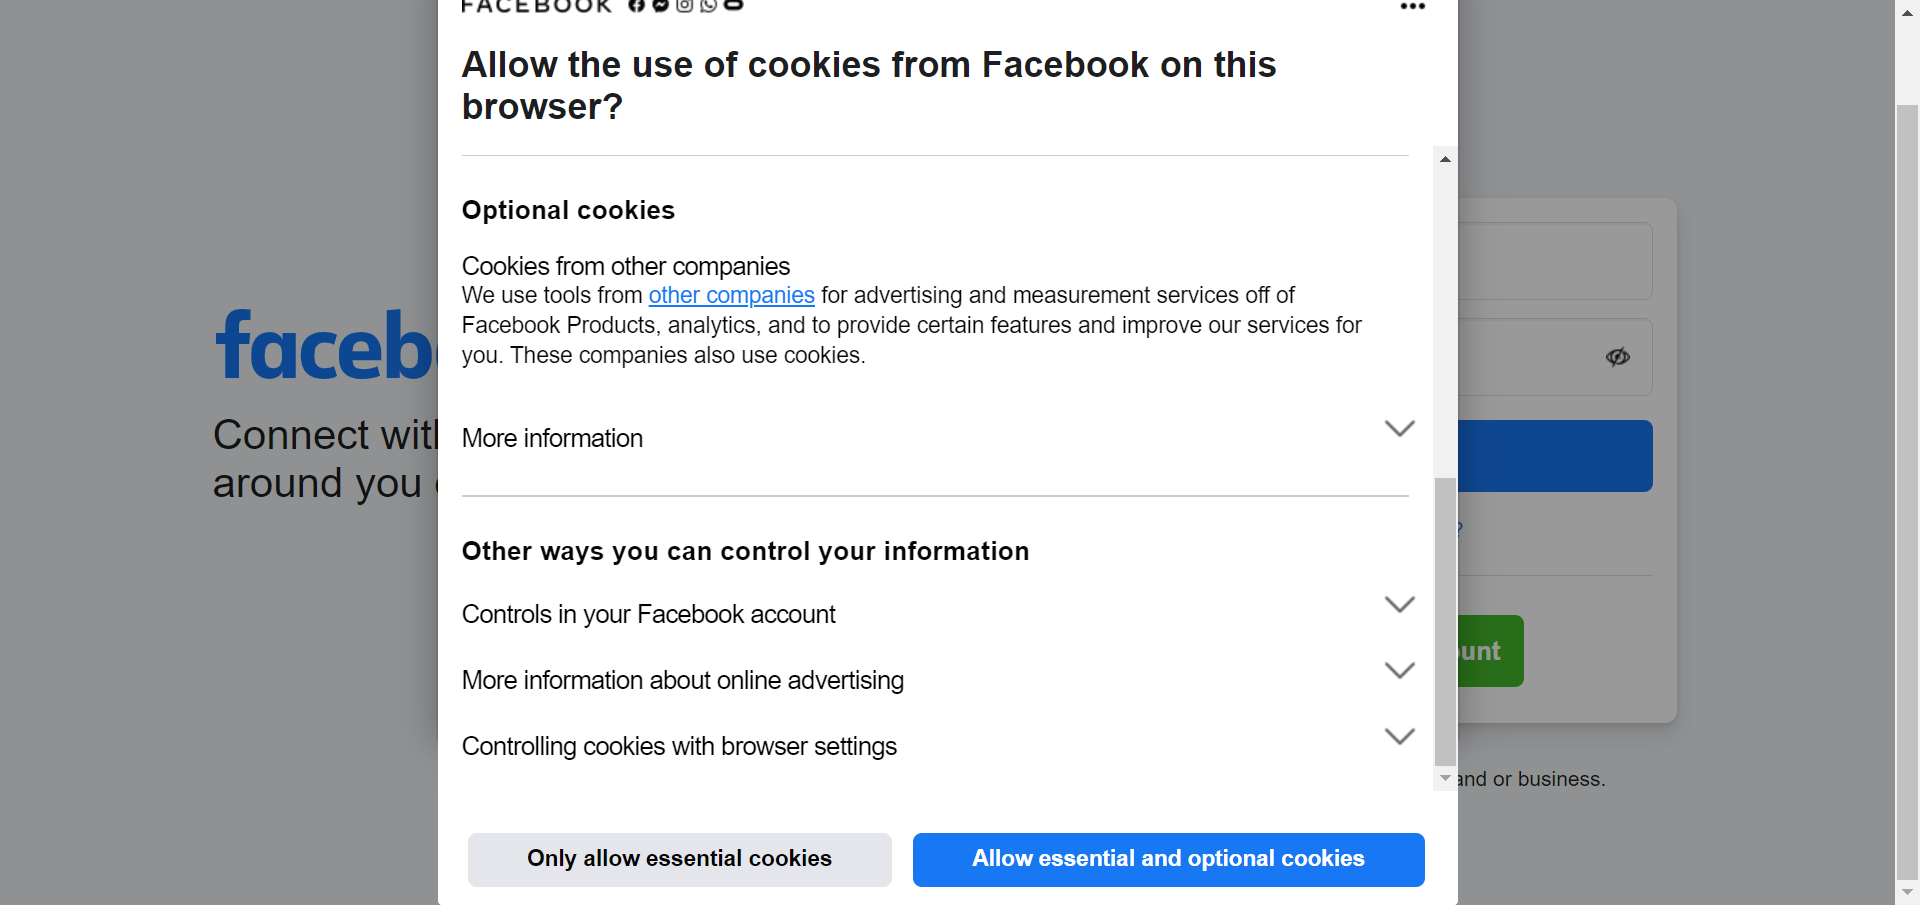 FACEBOOK
Allow the use of cookies from Facebook on this
browser?
Optional cookies
Cookies from other companies
We use tools from other companies for advertising and measurement services off of
Facebook Products, analytics, and to provide certain features and improve our services for
you. These companies also use cookies.
More information
Other ways you can control your information
Controls in your Facebook account
More information about online advertising
Controlling cookies with browser settings
Only allow essential cookies
Allow essential and optional cookies
faceb
Connect with
around you
?
unt
and or business.